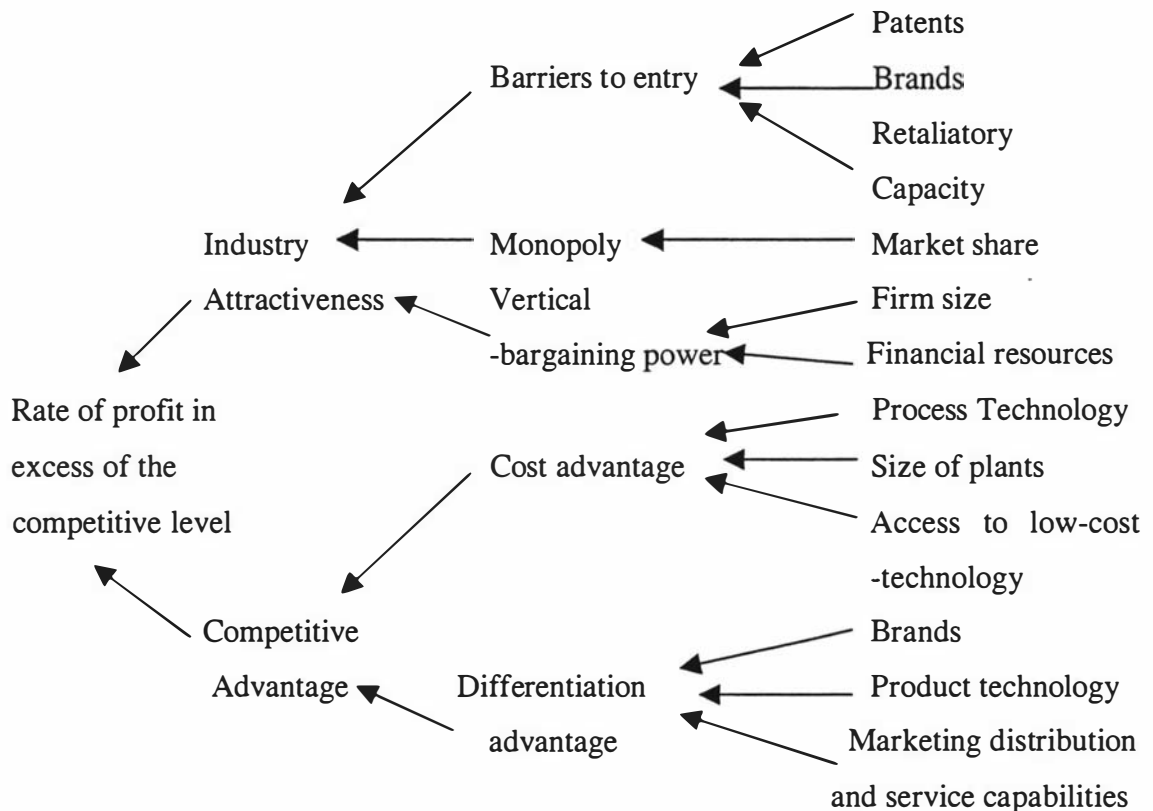 Patents
Barriers to entry
Brands
Retaliatory
Capacity
Industry
Monopoly
Market share
Attractiveness
Vertical
Firm size
-bargaining power
Financial resources
Rate of profit in
Process Technology
excess of the
Cost advantage
Size of plants
competitive level
Access to low-cost
-technology
Competitive
Brands
Advantage
Differentiation
Product technology
advantage
Marketing distribution
and service capabilities